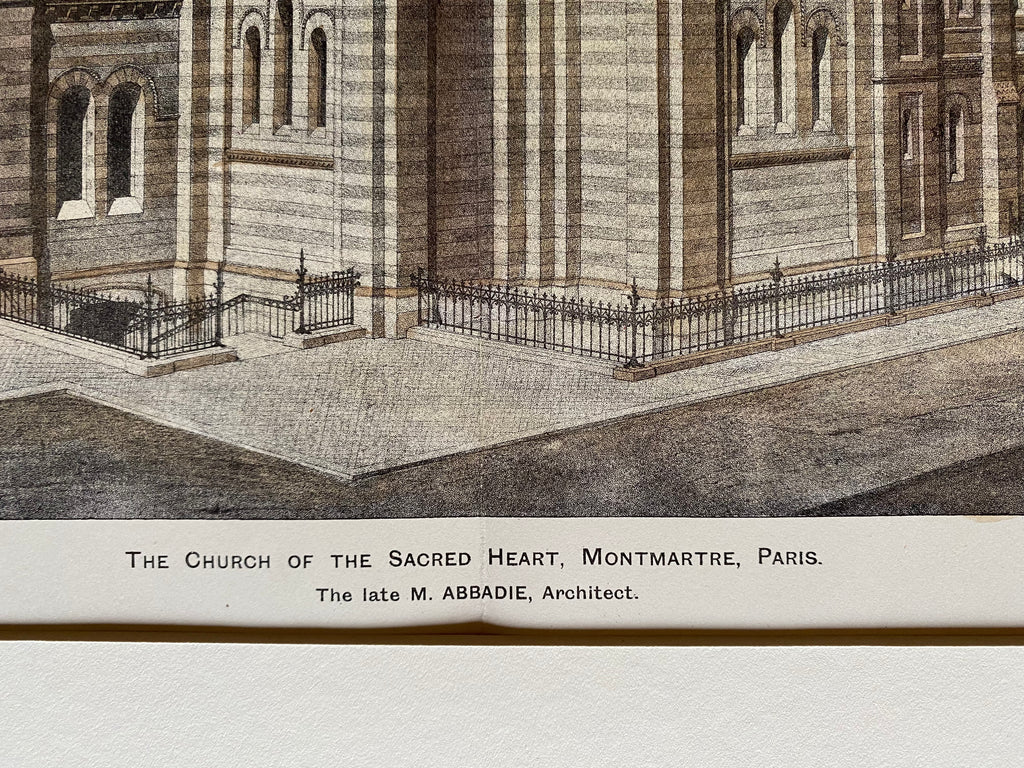 The Church of the Sacred Heart, Montmartre, Paris.
The late M. ABBADIE, Architect.